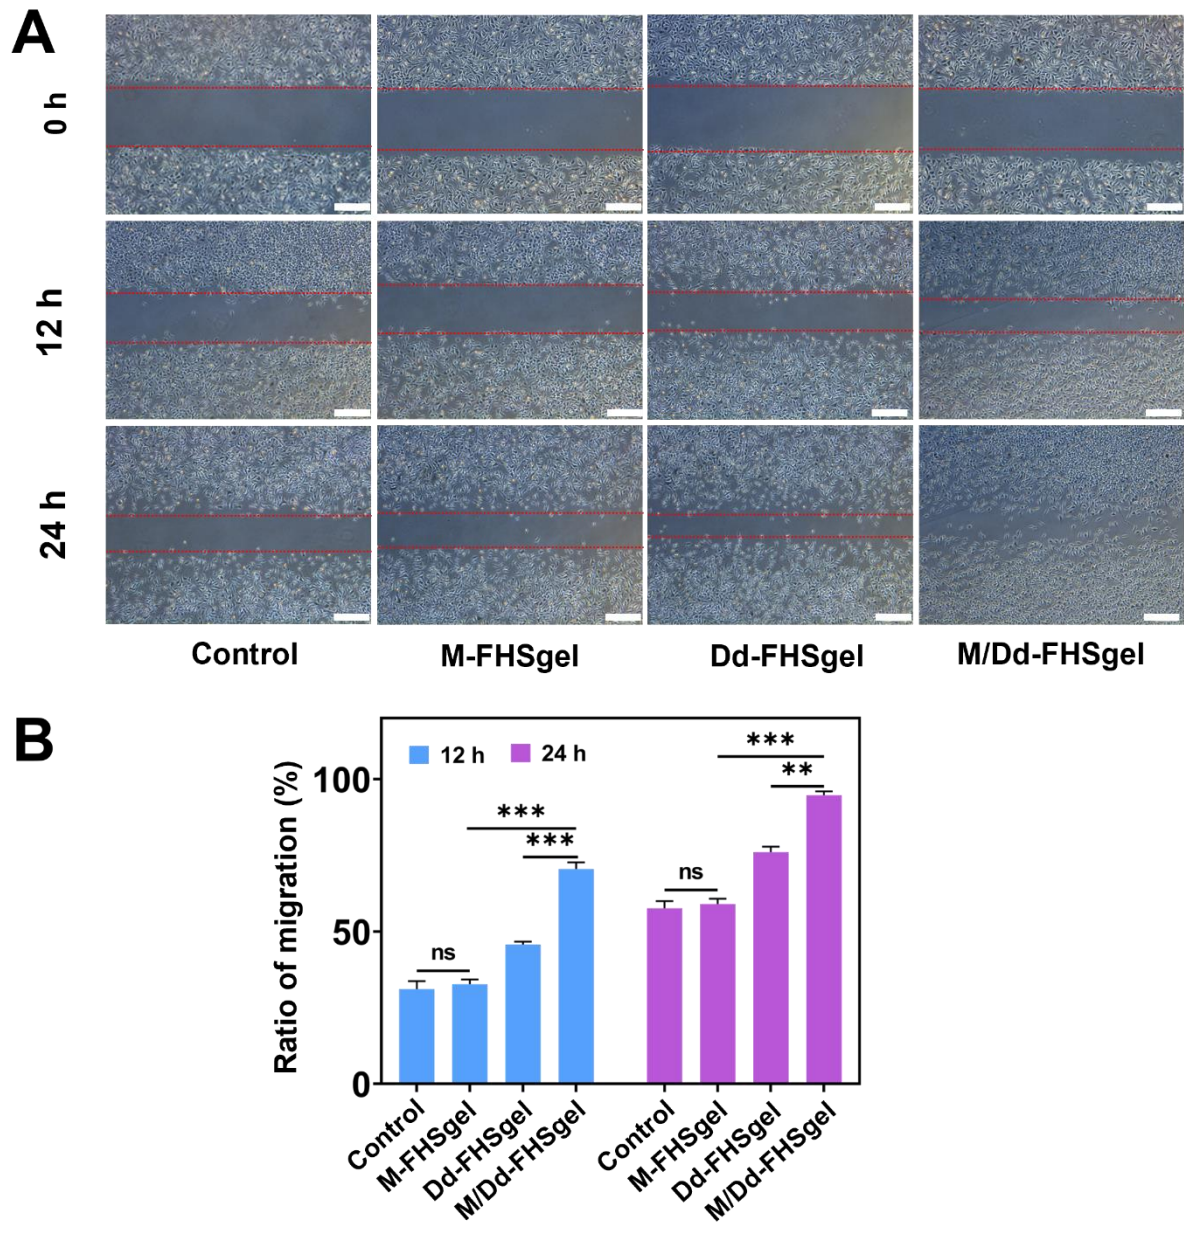 A
0 h
12 h
24 h
Control M-FHSgel Dd-FHSgel M/Dd-FHSgel
B
Ratio of migration (%)
12 h 24 h
100
50
0
ns
***
***
ns
***
**
Control
M-FHSgel
Dd-FHSgel
M/Dd-FHSgel
Control
M-FHSgel
Dd-FHSgel
M/Dd-FHSgel